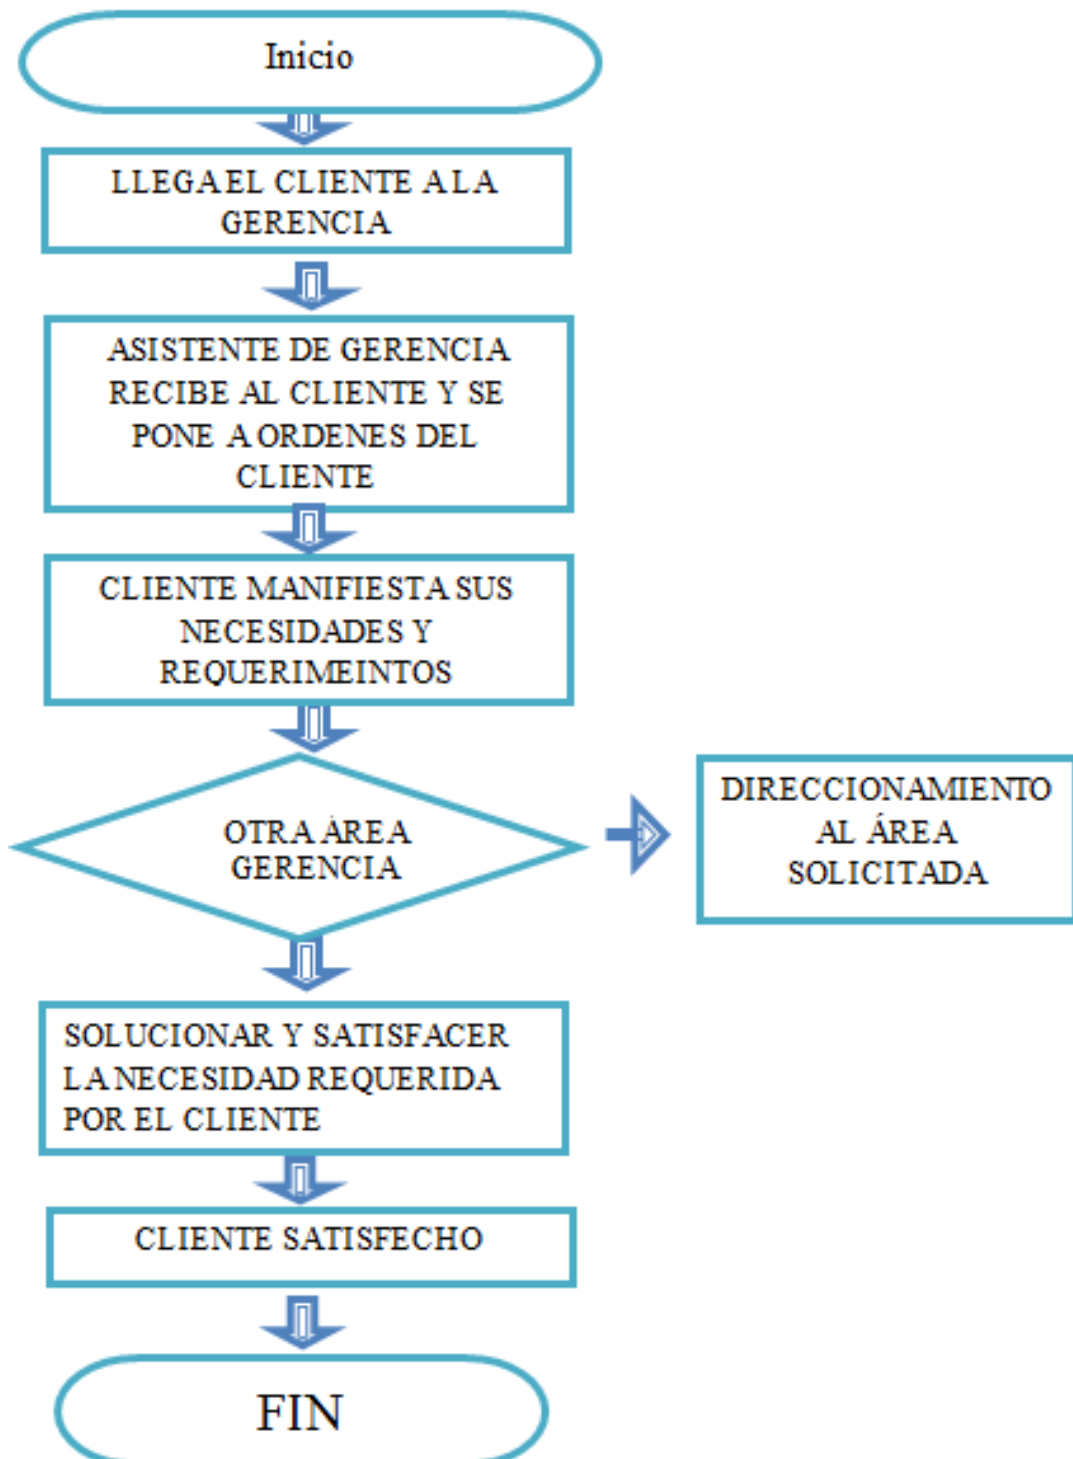 Inicio
LLEGA EL CLIENTE A LA
GERENCIA
ASISTENTE DE GERENCIA
RECIBE AL CLIENTE Y SE
PONE A ORDENES DEL
CLIENTE
CLIENTE MANIFIESTA SUS
NECESIDADES Y
REQUERIMEINTOS
OTRA ÁREA
GERENCIA
DIRECCIONAMIENTO
AL ÁREA
SOLICITADA
SOLUCIONAR Y SATISFACER
LA NECESIDAD REQUERIDA
POR EL CLIENTE
CLIENTE SATISFECHO
FIN